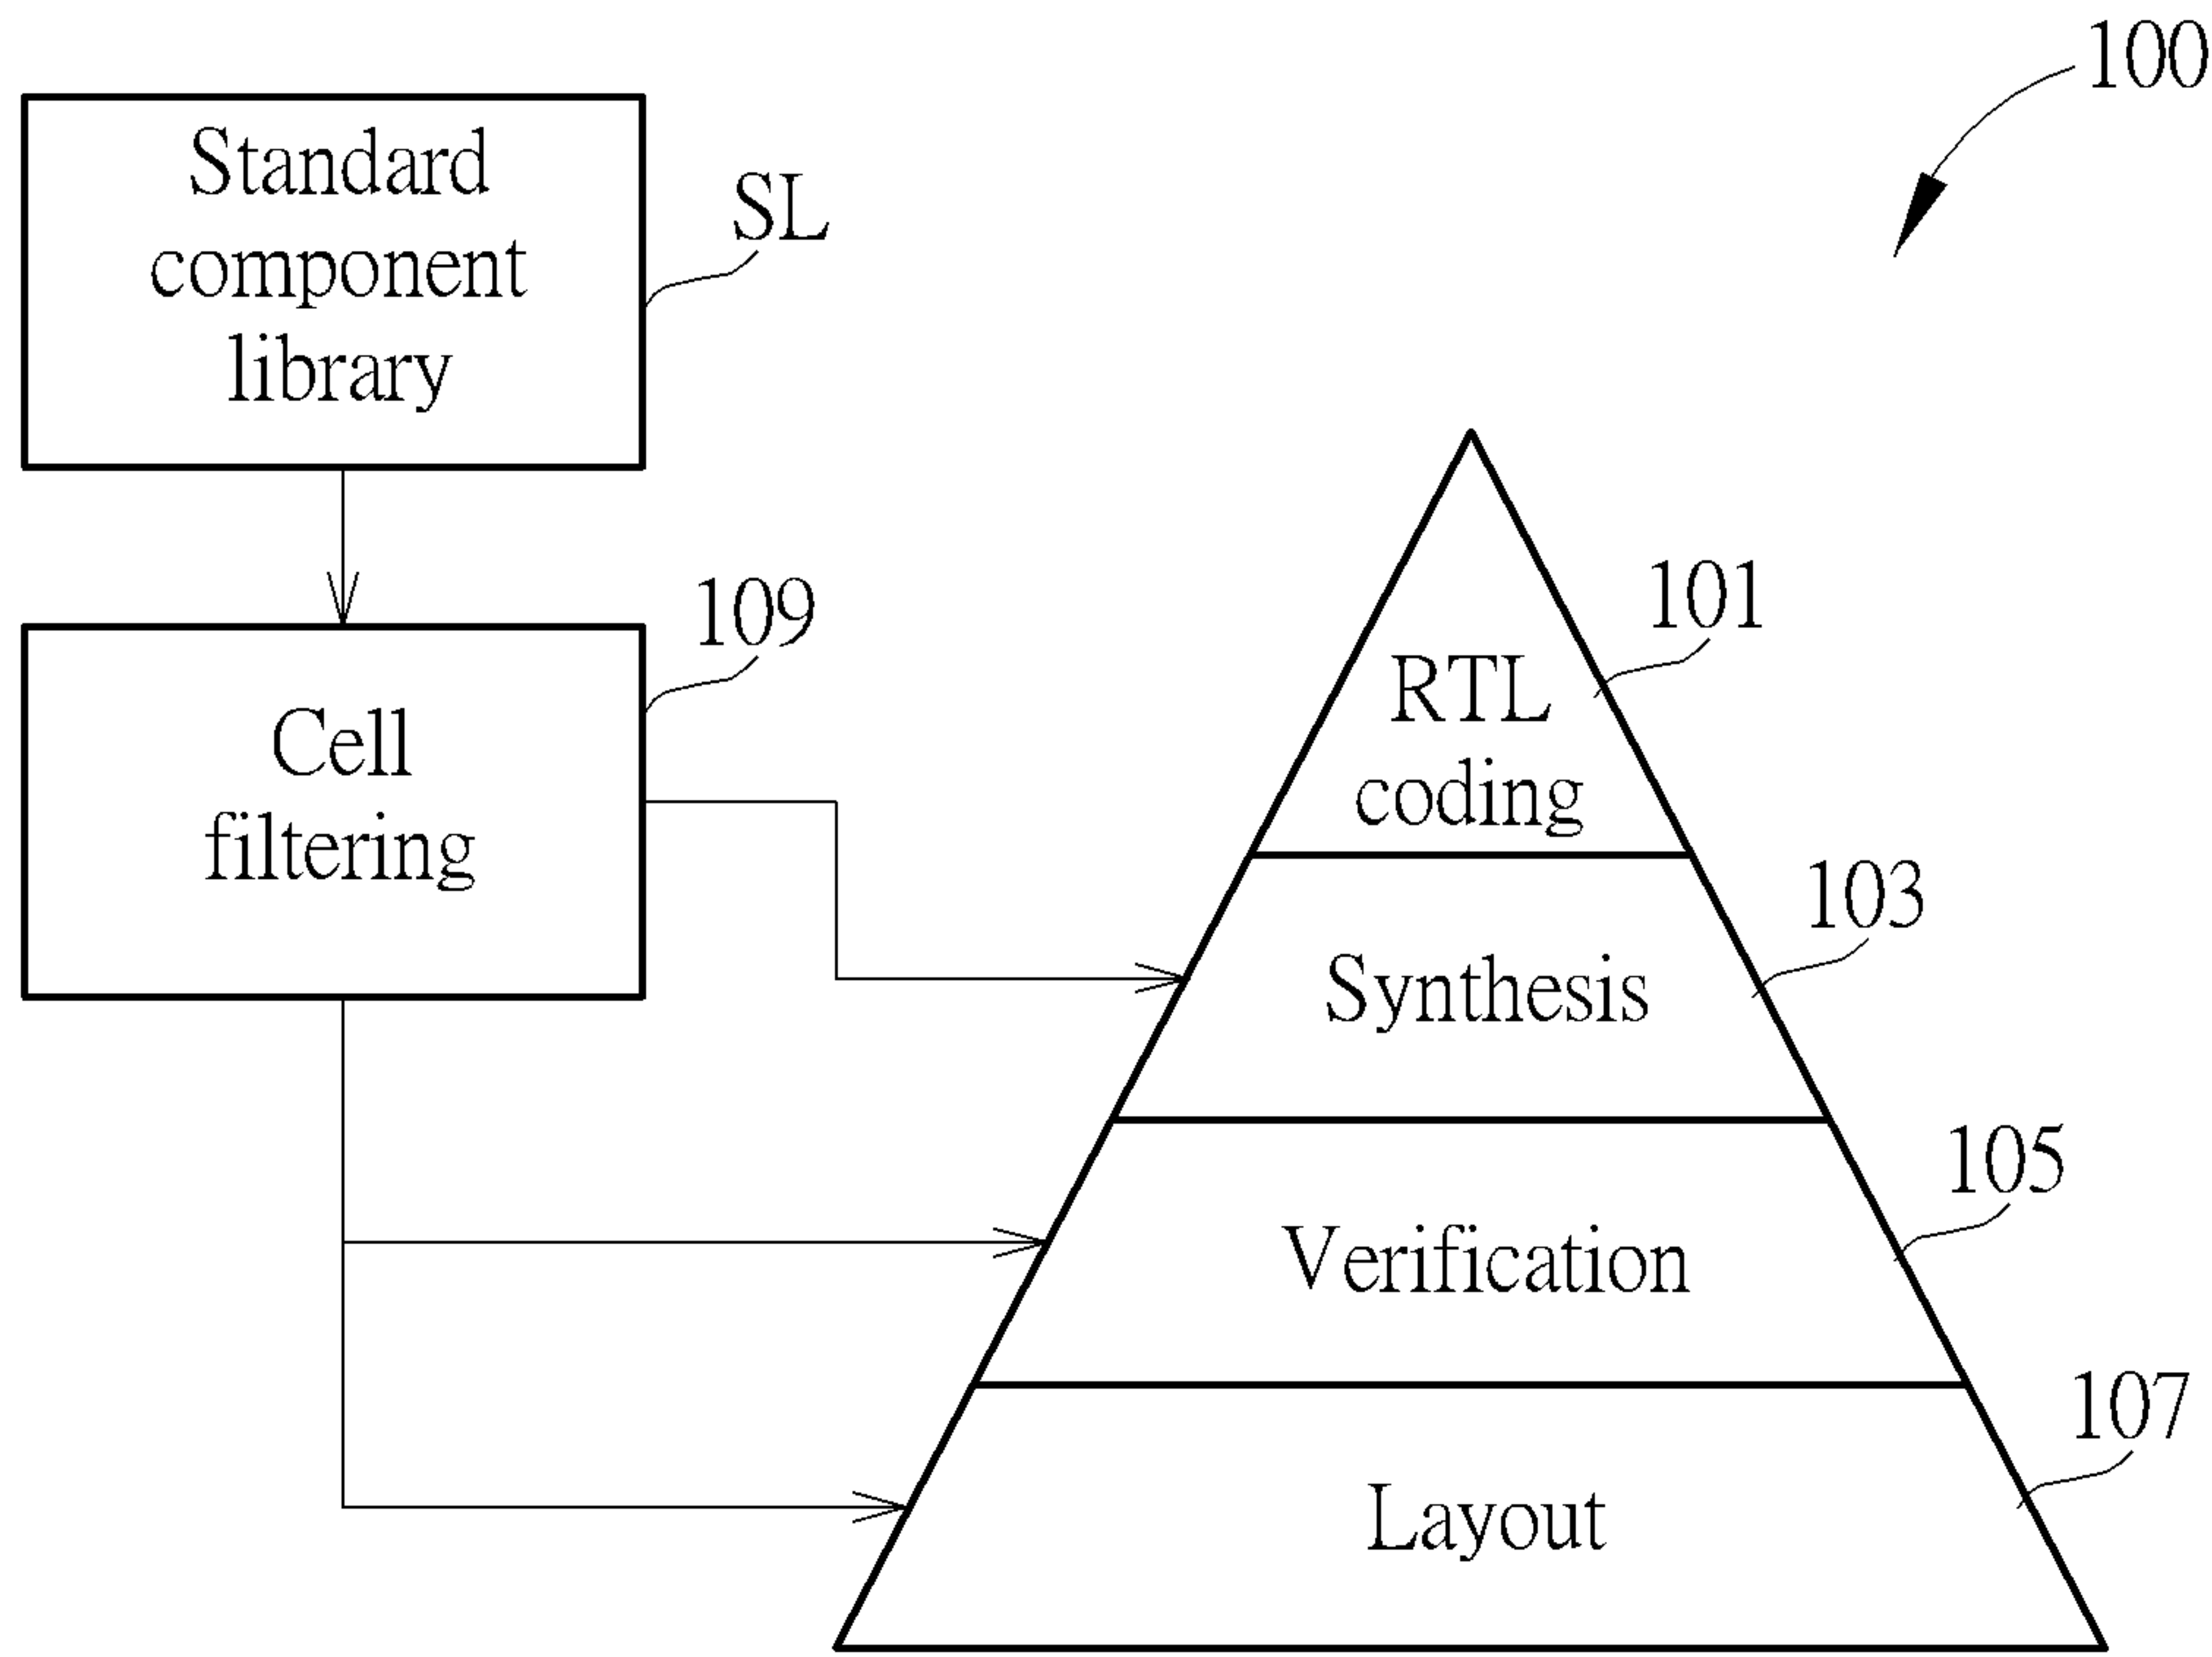 100
Standard
component
library
SL
109
Cell
filtering
101
RTL
coding
103
Synthesis
105
Verification
107
Layout